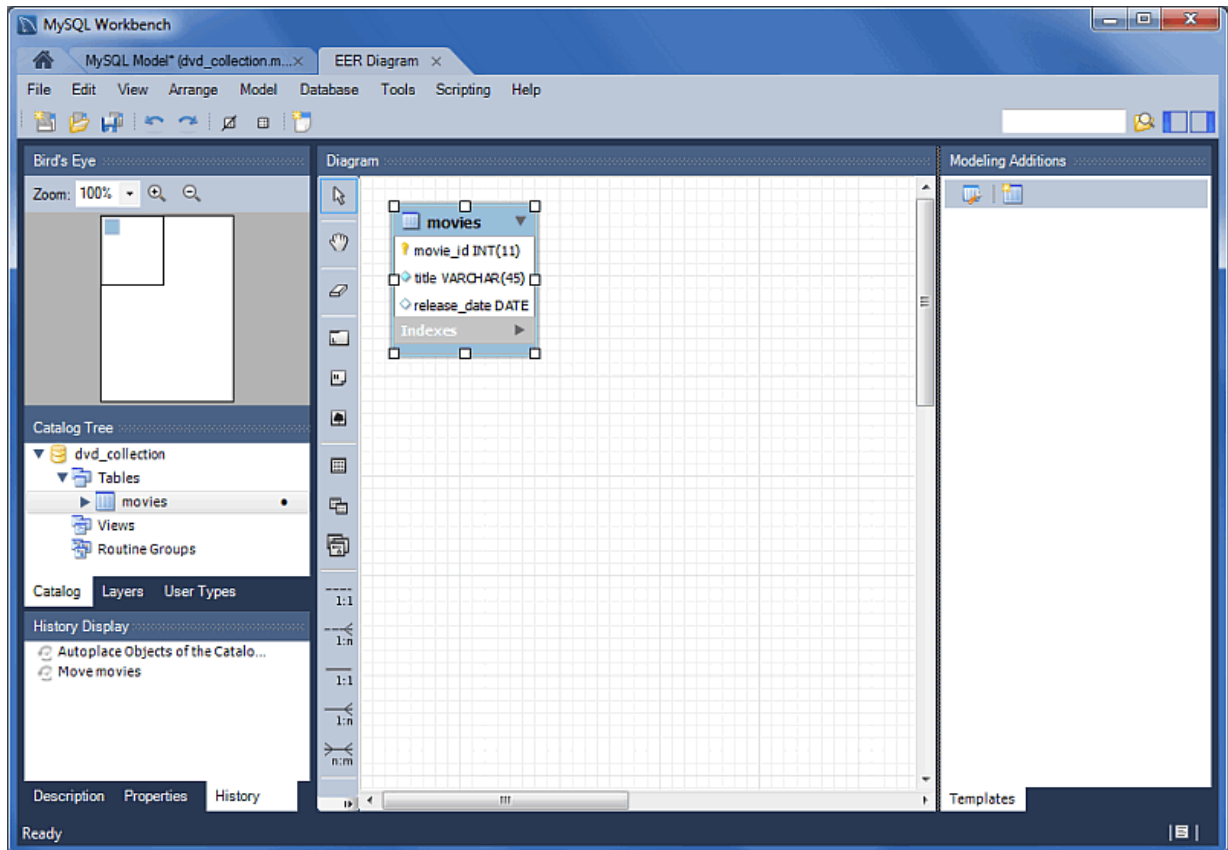 MySQL Workbench
MySQL Model* (dvd_collection.m...× EER Diagram ×
File Edit View Arrange Model Database Tools Scripting Help
Bird's Eye
Zoom: 100%
Catalog Tree
dvd_collection
Tables
movies
Views
Routine Groups
Catalog Layers User Types
History Display
Autoplace Objects of the Catalo...
Move movies
Description Properties History
Diagram
1:1
1:n
1:1
1:n
n:m
movies
movie_id INT(11)
title VARCHAR(45)
release_date DATE
Indexes
Modeling Additions
Templates
Ready